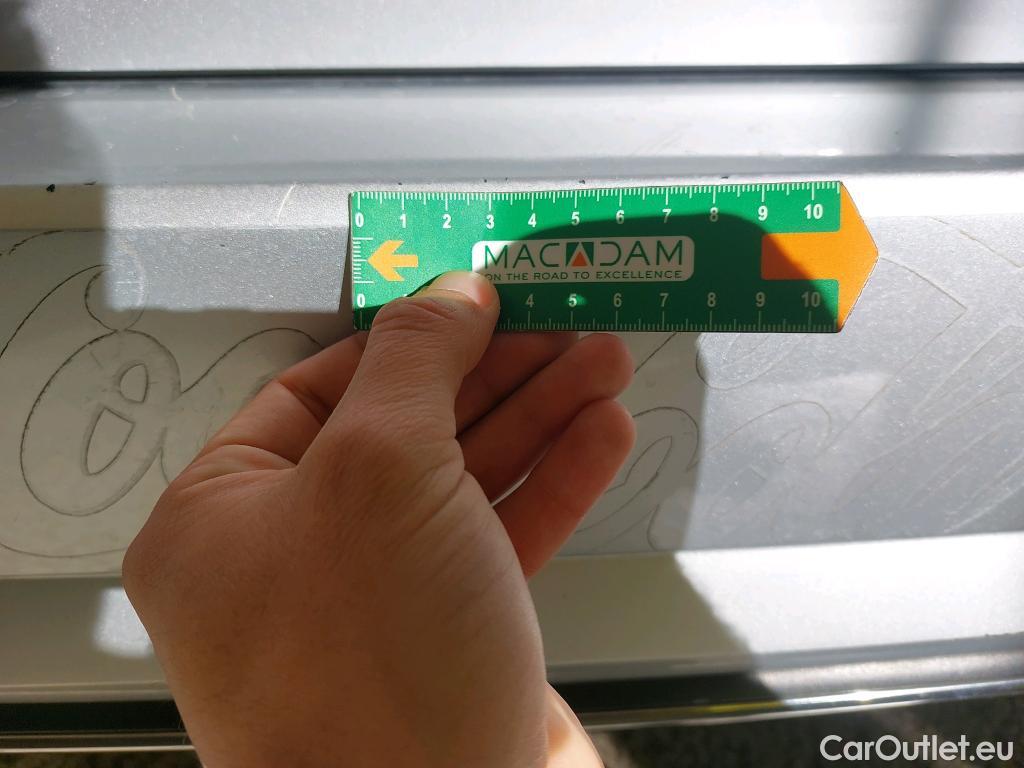 0 1 2 3 4 5 6 7 8 9 10
MACADAM
ON THE ROAD TO EXCELLENCE
0 4 5 6 7 8 9 10
CarOutlet.eu